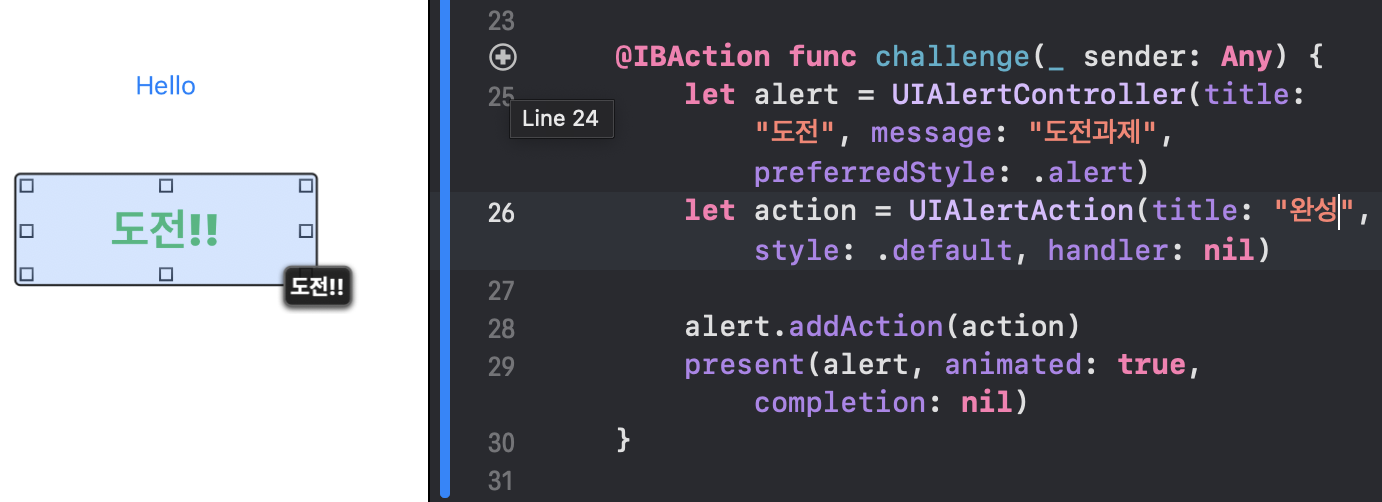 Hello
도전!!
도전!!
23
@IBAction func challenge(_ sender: Any) {
25 let alert = UIAlertController(title:
Line 24
"도전", message: "도전과제",
preferredStyle: .alert)
26 let action = UIAlertAction(title: "완성",
style: .default, handler: nil)
27
28 alert.addAction(action)
29 present(alert, animated: true,
completion: nil)
30 }
31